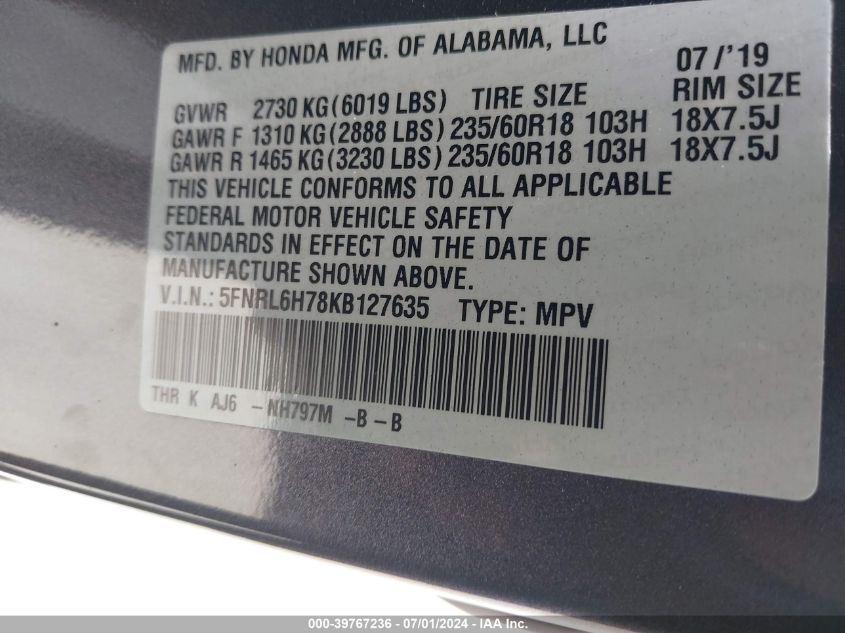 MFD. BY HONDA MFG. OF ALABAMA, LLC 07/'19
GVWR 2730 KG (6019 LBS) TIRE SIZE RIM SIZE
GAWR F 1310 KG (2888 LBS) 235/60R18 103H 18X7.5J
GAWR R 1465 KG (3230 LBS) 235/60R18 103H 18X7.5J
THIS VEHICLE CONFORMS TO ALL APPLICABLE
FEDERAL MOTOR VEHICLE SAFETY
STANDARDS IN EFFECT ON THE DATE OF
MANUFACTURE SHOWN ABOVE.
V.I.N.: 5FNRL6H78KB127635 TYPE: MPV
THR K AJ6 -NH797M -B -B
000-39767236 - 07/01/2024 - IAA Inc.